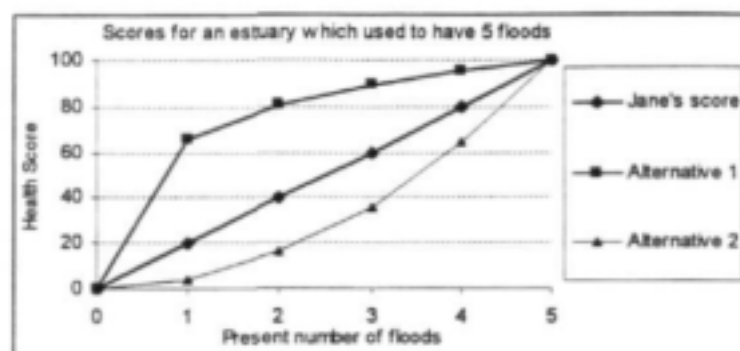 Scores for an estuary which used to have 5 floods
100
80
60
40
20
0
Health Score
0 1 2 3 4 5
Present number of floods
Jane's score
Alternative 1
Alternative 2